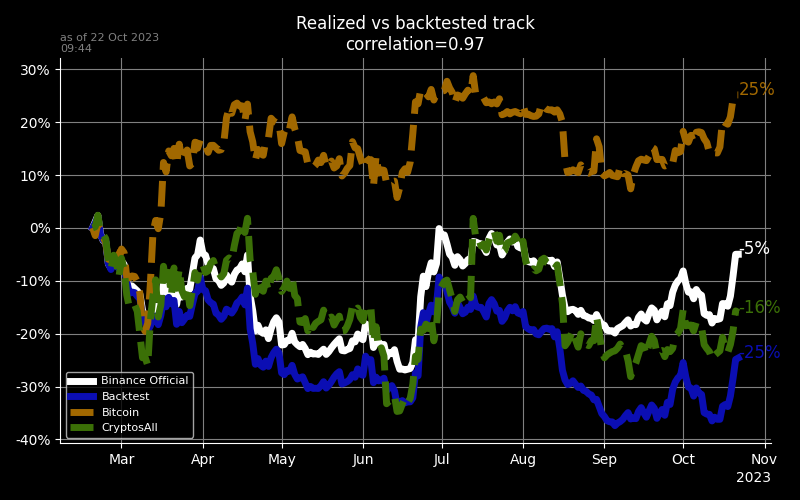 Realized vs backtested track
correlation=0.97
as of 22 Oct 2023
09:44
30%
20%
10%
0%
-10%
-20%
-30%
-40%
25%
-5%
-16%
-25%
Binance Official
Backtest
Bitcoin
CryptosAll
Mar Apr May Jun Jul Aug Sep Oct Nov
2023